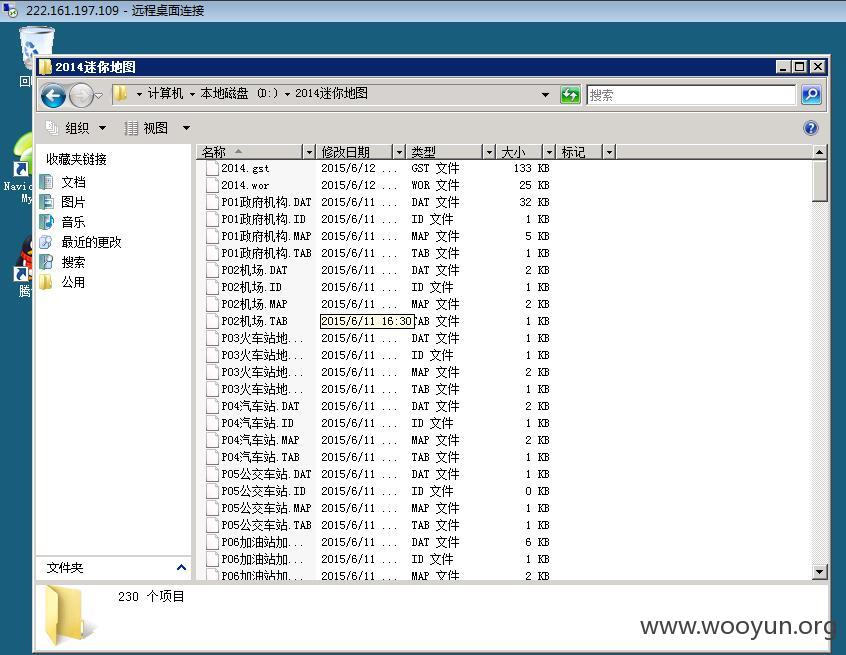 222.161.197.109 - 远程桌面连接
2014迷你地图
计算机 本地磁盘 (D:) 2014迷你地图
搜索
组织 视图
收藏夹链接
文档
图片
音乐
最近的更改
搜索
公用
文件夹
名称 修改日期 类型 大小 标记
2014.gst 2015/6/12 ... GST 文件 133 KB
2014.wor 2015/6/12 ... WOR 文件 25 KB
P01政府机构.DAT 2015/6/11 ... DAT 文件 32 KB
P01政府机构.ID 2015/6/11 ... ID 文件 1 KB
P01政府机构.MAP 2015/6/11 ... MAP 文件 5 KB
P01政府机构.TAB 2015/6/11 ... TAB 文件 1 KB
P02机场.DAT 2015/6/11 ... DAT 文件 2 KB
P02机场.ID 2015/6/11 ... ID 文件 1 KB
P02机场.MAP 2015/6/11 ... MAP 文件 2 KB
P02机场.TAB 2015/6/11 16:30 TAB 文件 1 KB
P03火车站地... 2015/6/11 ... DAT 文件 1 KB
P03火车站地... 2015/6/11 ... ID 文件 1 KB
P03火车站地... 2015/6/11 ... MAP 文件 2 KB
P03火车站地... 2015/6/11 ... TAB 文件 1 KB
P04汽车站.DAT 2015/6/11 ... DAT 文件 2 KB
P04汽车站.ID 2015/6/11 ... ID 文件 1 KB
P04汽车站.MAP 2015/6/11 ... MAP 文件 2 KB
P04汽车站.TAB 2015/6/11 ... TAB 文件 1 KB
P05公交车站.DAT 2015/6/11 ... DAT 文件 1 KB
P05公交车站.ID 2015/6/11 ... ID 文件 0 KB
P05公交车站.MAP 2015/6/11 ... MAP 文件 1 KB
P05公交车站.TAB 2015/6/11 ... TAB 文件 1 KB
P06加油站加... 2015/6/11 ... DAT 文件 6 KB
P06加油站加... 2015/6/11 ... ID 文件 1 KB
P06加油站加... 2015/6/11 ... MAP 文件 2 KB
230 个项目
www.wooyun.org